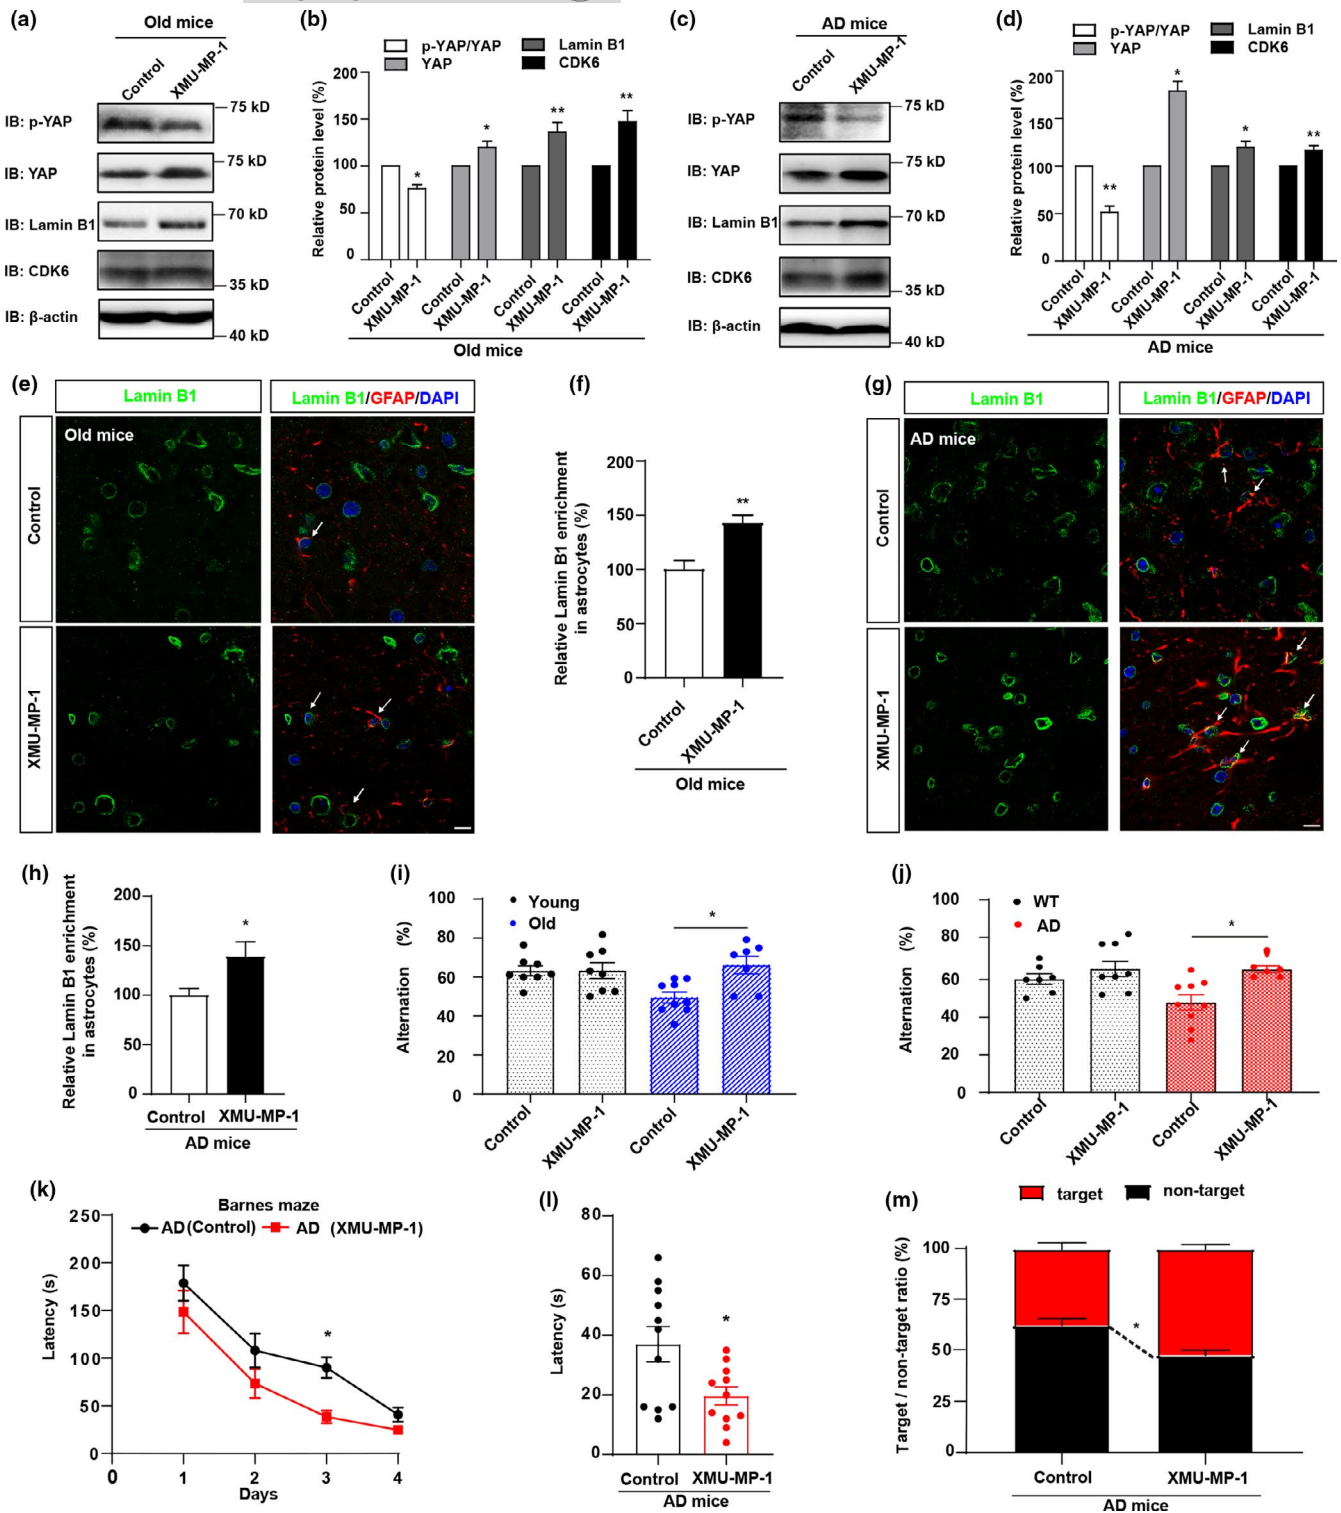 (a)
Old mice
Control
XMU-MP-1
IB: p-YAP
75 kD
IB: YAP
75 kD
IB: Lamin B1
70 kD
IB: CDK6
35 kD
IB: β-actin
40 kD
(b)
p-YAP/YAP
Lamin B1
YAP
CDK6
Relative protein level (%)
200
150
100
50
0
* * ** **
Control
XMU-MP-1
Control
XMU-MP-1
Control
XMU-MP-1
Control
XMU-MP-1
Old mice
(c)
AD mice
Control
XMU-MP-1
IB: p-YAP
75 kD
IB: YAP
75 kD
IB: Lamin B1
70 kD
IB: CDK6
35 kD
IB: β-actin
40 kD
(d)
p-YAP/YAP
Lamin B1
YAP
CDK6
Relative protein level (%)
200
150
100
50
0
** * * **
Control
XMU-MP-1
Control
XMU-MP-1
Control
XMU-MP-1
Control
XMU-MP-1
AD mice
(e)
Lamin B1
Lamin B1/GFAP/DAPI
Control
Old mice
XMU-MP-1
(f)
Relative Lamin B1 enrichment
in astrocytes (%)
200
150
100
50
0
**
Control
XMU-MP-1
Old mice
(g)
Lamin B1
Lamin B1/GFAP/DAPI
Control
AD mice
XMU-MP-1
(h)
Relative Lamin B1 enrichment
in astrocytes (%)
200
150
100
50
0
*
Control XMU-MP-1
AD mice
(i)
Young
Old
Alternation (%)
100
80
60
40
20
0
*
Control
XMU-MP-1
Control
XMU-MP-1
(j)
WT
AD
Alternation (%)
100
80
60
40
20
0
*
Control
XMU-MP-1
Control
XMU-MP-1
(k)
Barnes maze
AD (Control) AD (XMU-MP-1)
Latency (s)
250
200
150
100
50
0
*
0 1 2 3 4
Days
(l)
Latency (s)
80
60
40
20
0
*
Control XMU-MP-1
AD mice
(m)
target non-target
Target / non-target ratio (%)
100
75
50
25
0
*
Control XMU-MP-1
AD mice